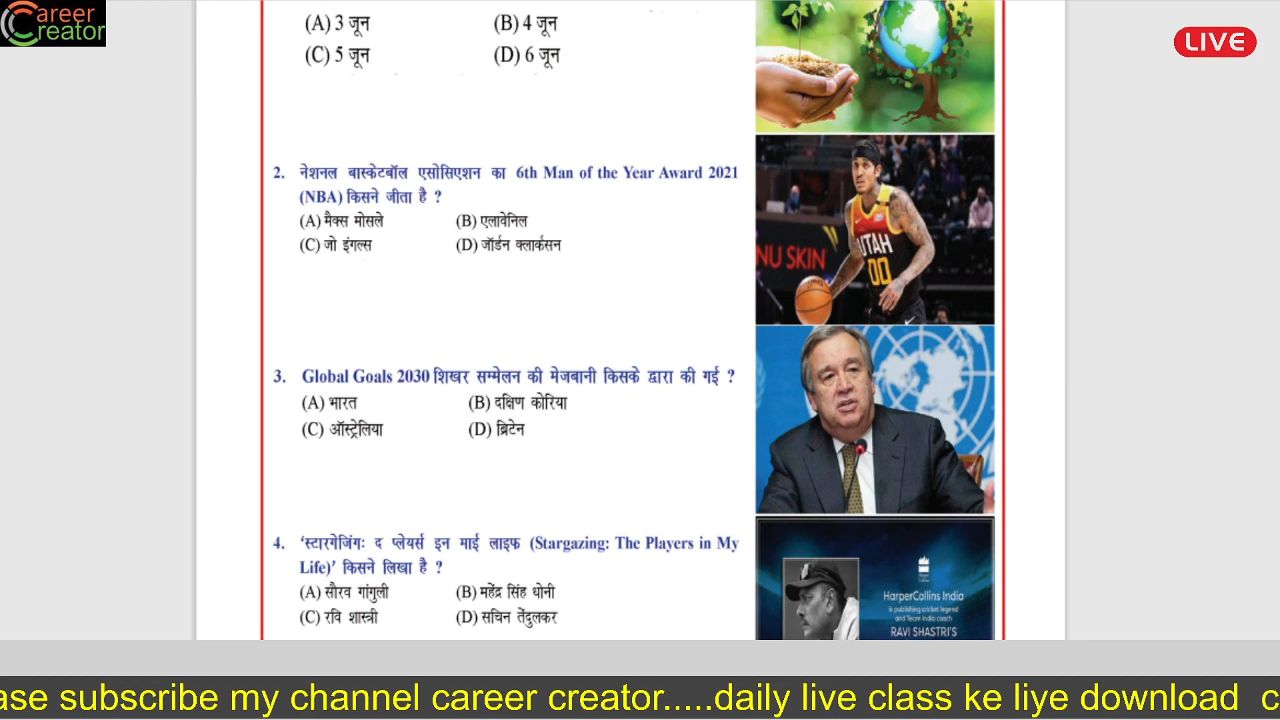 Career
Creator
LIVE
(A) 3 जून (B) 4 जून
(C) 5 जून (D) 6 जून
2. नेशनल बास्केटबॉल एसोसिएशन का 6th Man of the Year Award 2021
(NBA) किसने जीता है ?
(A) मैक्स मोसले (B) एलावेनिल
(C) जो इंगल्स (D) जॉर्डन क्लार्कसन
NU SKIN
UTAH
00
3. Global Goals 2030 शिखर सम्मेलन की मेजबानी किसके द्वारा की गई ?
(A) भारत (B) दक्षिण कोरिया
(C) ऑस्ट्रेलिया (D) ब्रिटेन
4. ‘स्टारगेजिंगः द प्लेयर्स इन माई लाइफ (Stargazing: The Players in My
Life)’ किसने लिखा है ?
(A) सौरव गांगुली (B) महेंद्र सिंह धोनी
(C) रवि शास्त्री (D) सचिन तेंदुलकर
HarperCollins India
is publishing cricket legend
and Team India coach
RAVI SHASTRI'S
ase subscribe my channel career creator.....daily live class ke liye download c